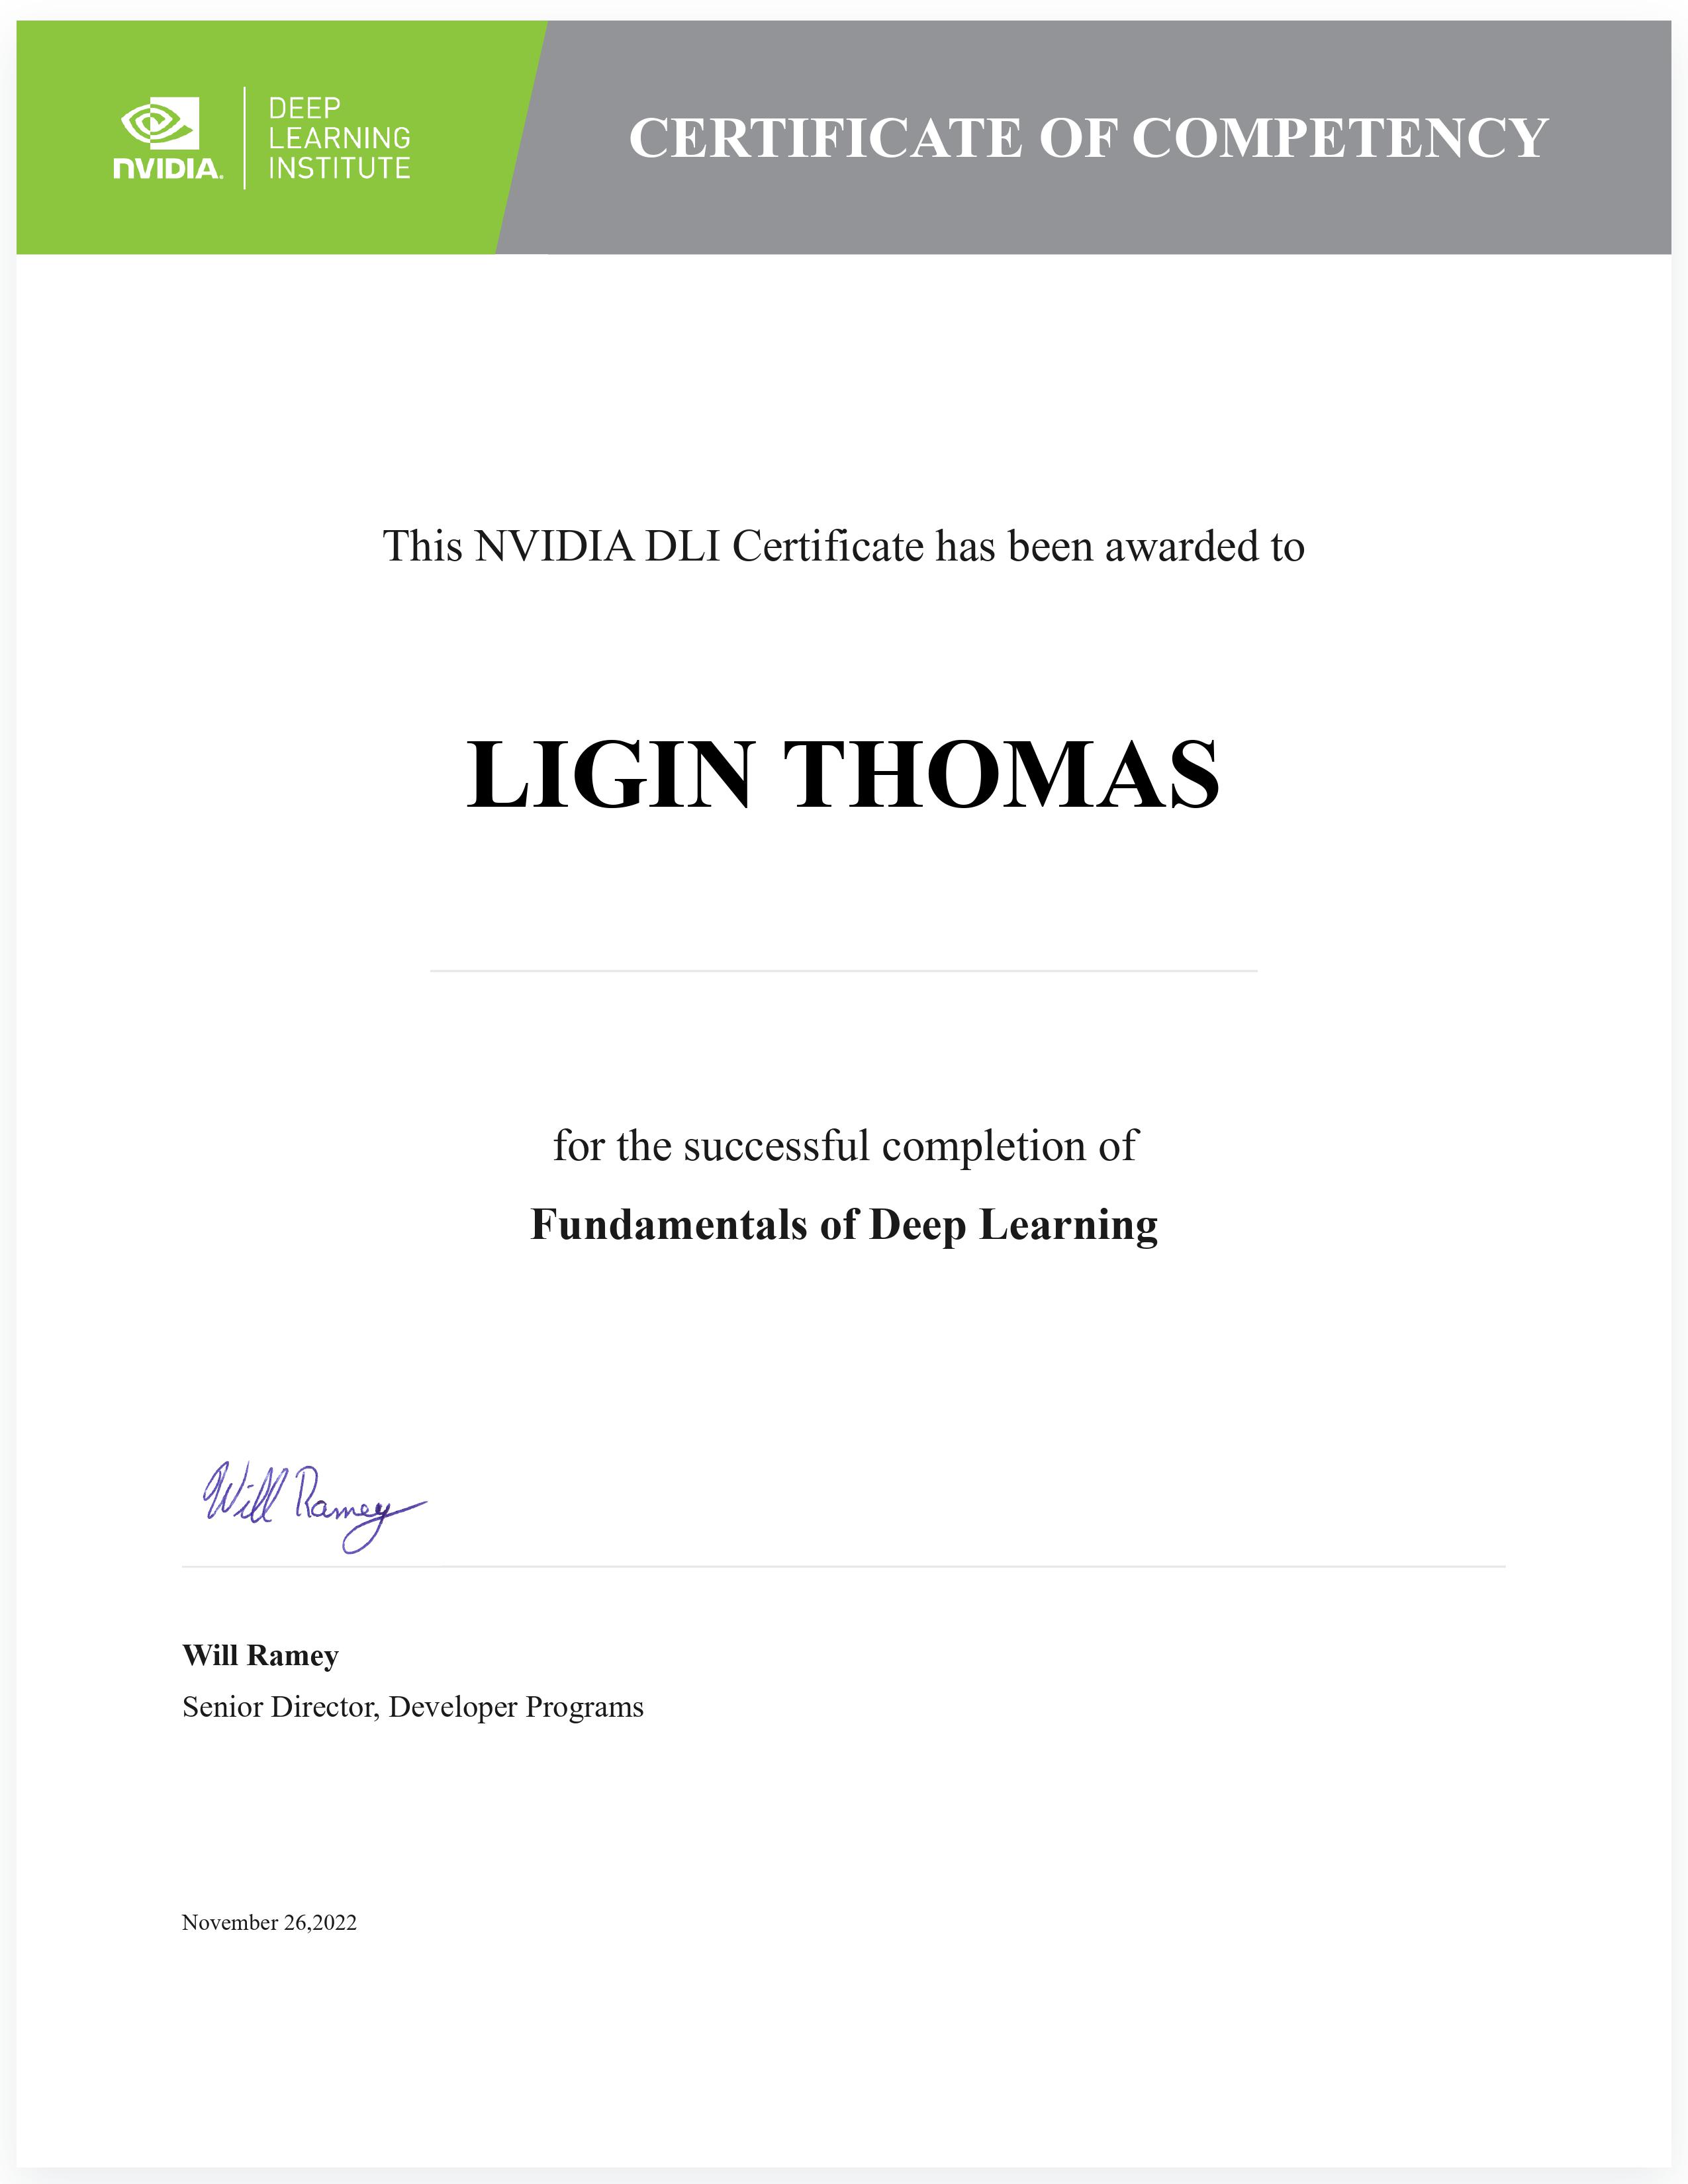 NVIDIA.
DEEP
LEARNING
INSTITUTE
CERTIFICATE OF COMPETENCY
This NVIDIA DLI Certificate has been awarded to
LIGIN THOMAS
for the successful completion of
Fundamentals of Deep Learning
Will Ramey
Will Ramey
Senior Director, Developer Programs
November 26,2022